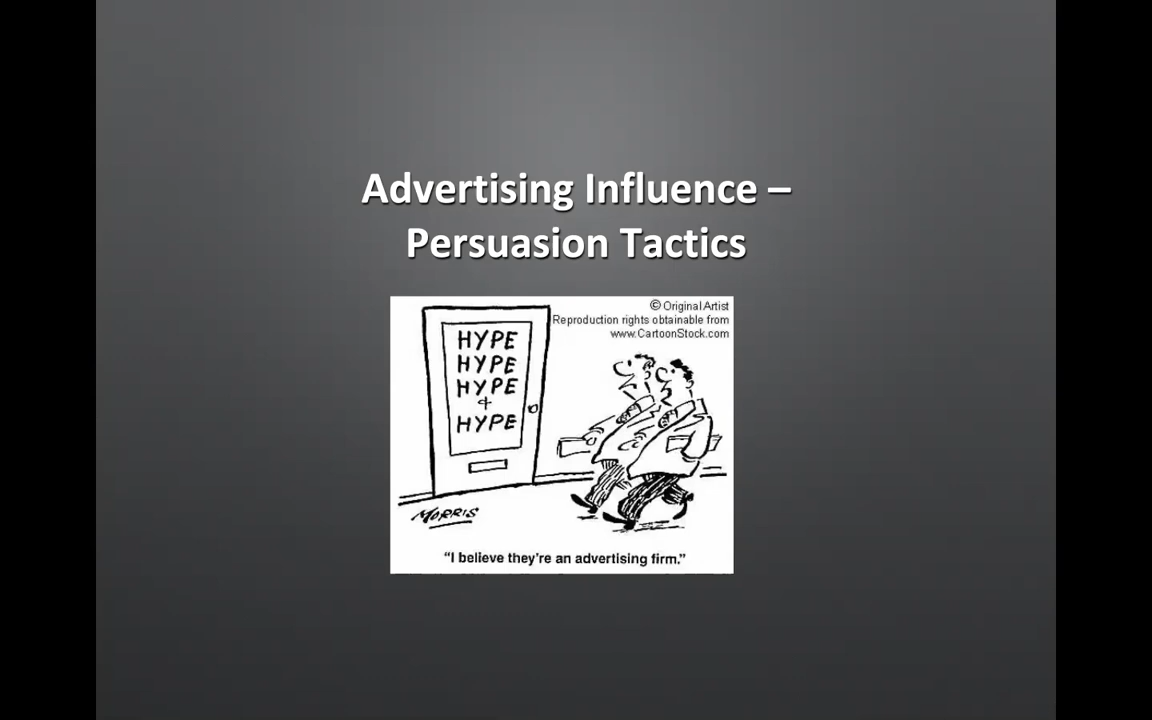 Advertising Influence –
Persuasion Tactics
© Original Artist
Reproduction rights obtainable from
www.CartoonStock.com
HYPE
HYPE
HYPE
+
HYPE
MORRIS
“I believe they're an advertising firm.”